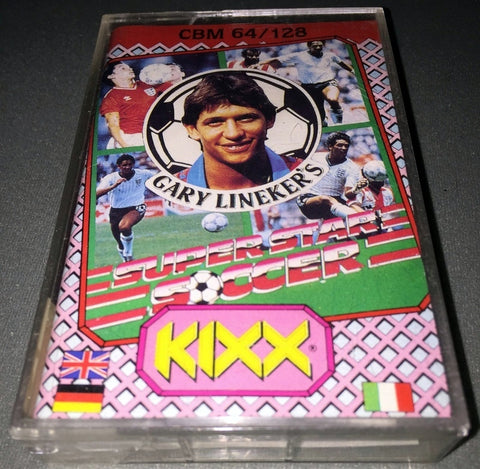 CBM 64/128
GARY LINEKER'S
SUPER STAR
SOCCER
KIXX®